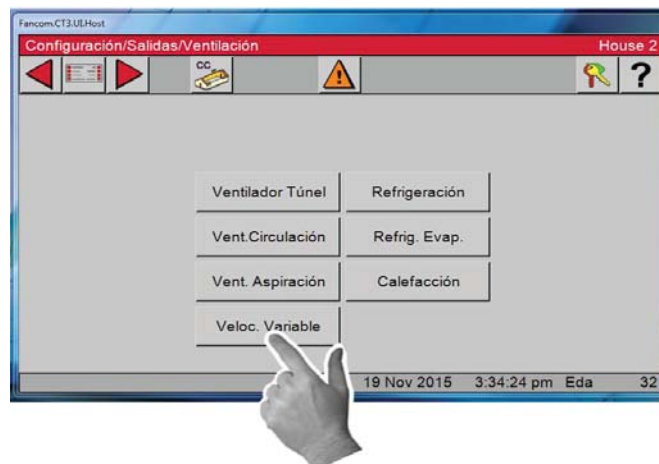 Fancom.CT3.UI.Host
Configuración/Salidas/Ventilación House 2
CC
?
Ventilador Túnel Refrigeración
Vent.Circulación Refrig. Evap.
Vent. Aspiración Calefacción
Veloc. Variable
19 Nov 2015 3:34:24 pm Eda 32